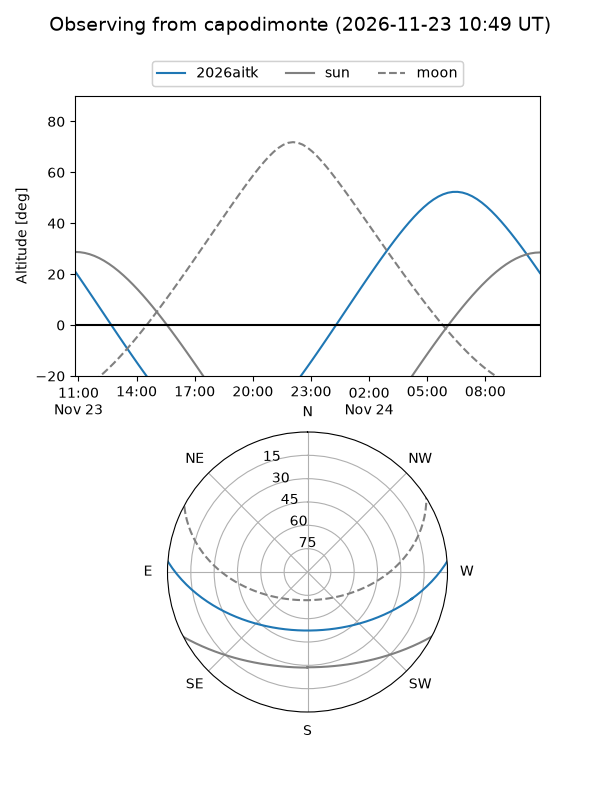 Observing from capodimonte (2026-11-23 10:49 UT)
2026aitk sun moon
Altitude [deg]
80
60
40
20
0
−20
11:00 14:00 17:00 20:00 23:00 02:00 05:00 08:00
Nov 23 Nov 24
N
NE NW
15
30
45
60
75
E W
SE SW
S